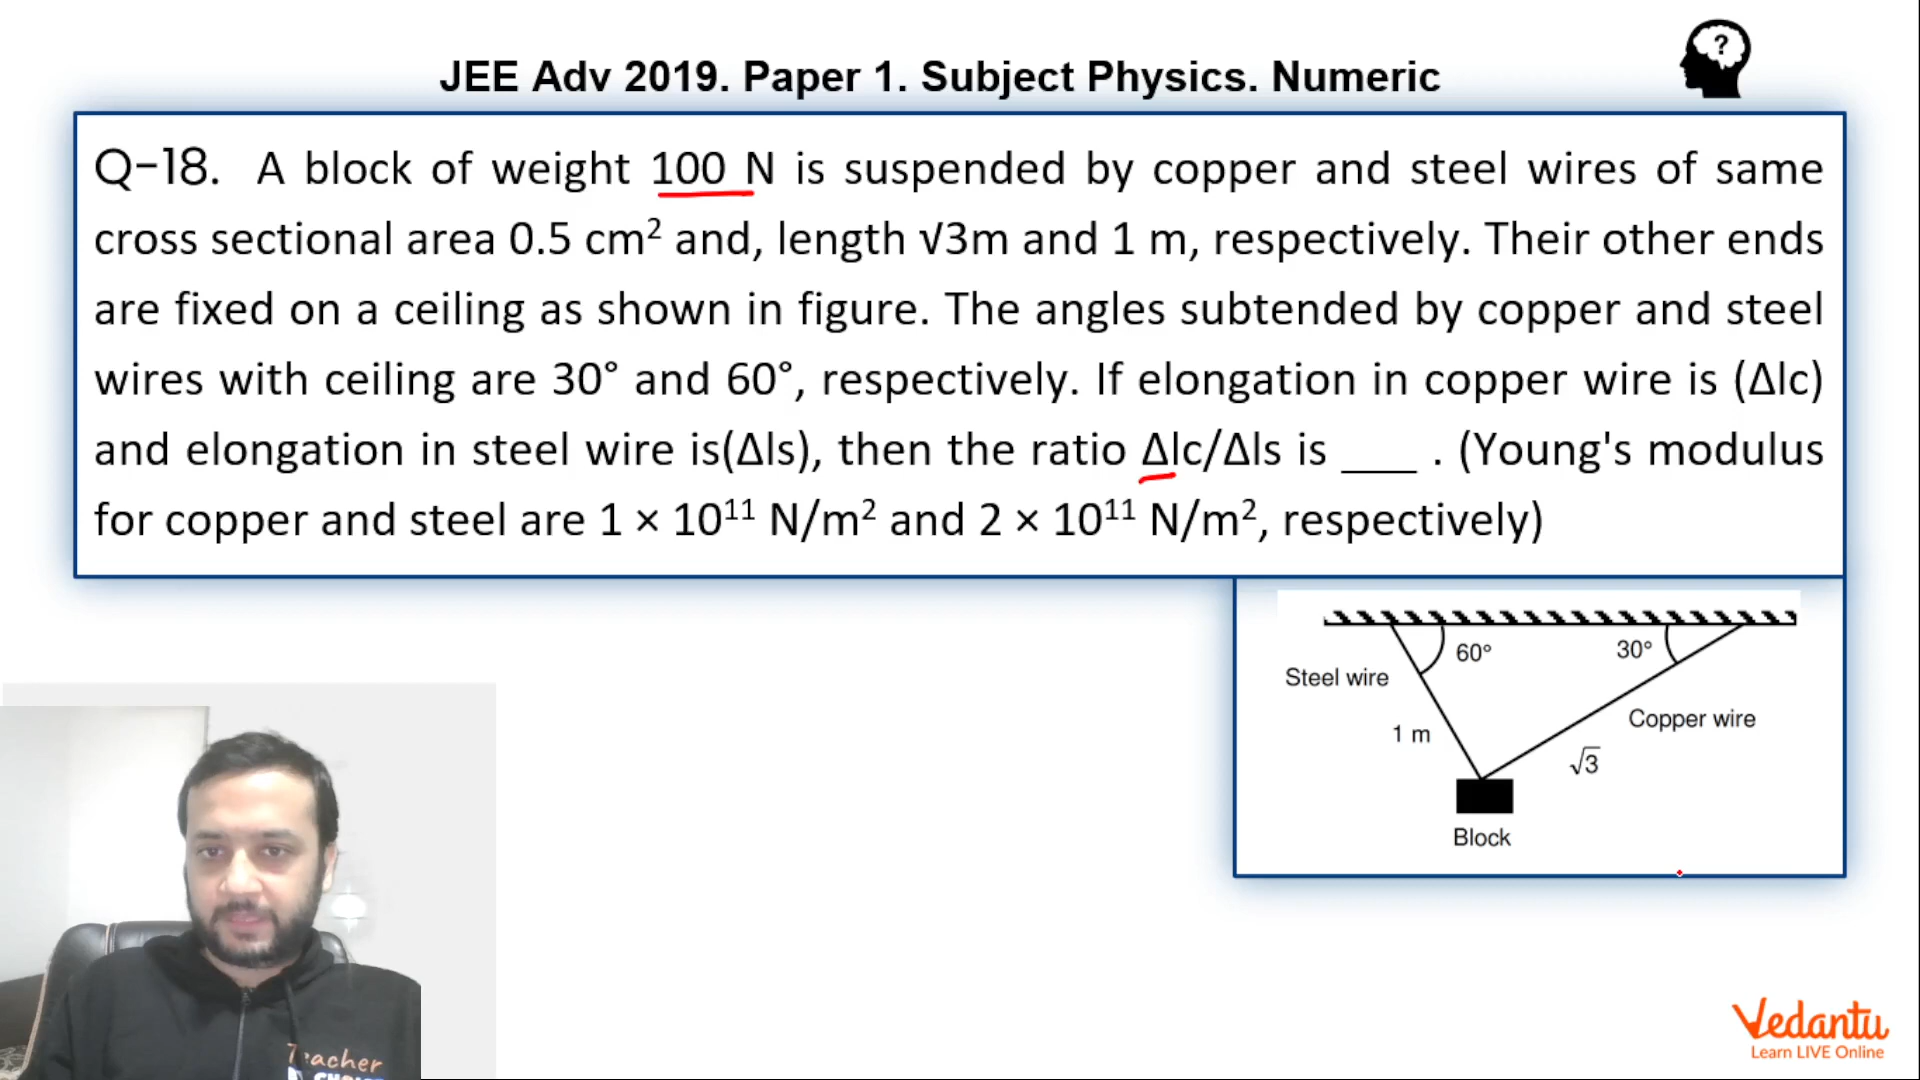 JEE Adv 2019. Paper 1. Subject Physics. Numeric
?
Q-18. A block of weight 100 N is suspended by copper and steel wires of same
cross sectional area 0.5 cm² and, length √3m and 1 m, respectively. Their other ends
are fixed on a ceiling as shown in figure. The angles subtended by copper and steel
wires with ceiling are 30° and 60°, respectively. If elongation in copper wire is (Δlc)
and elongation in steel wire is(Δls), then the ratio Δlc/Δls is ___ . (Young's modulus
for copper and steel are 1 × 10¹¹ N/m² and 2 × 10¹¹ N/m², respectively)
60°
30°
Steel wire
Copper wire
1 m
√3
Block
Teacher
Vedantu
Learn LIVE Online